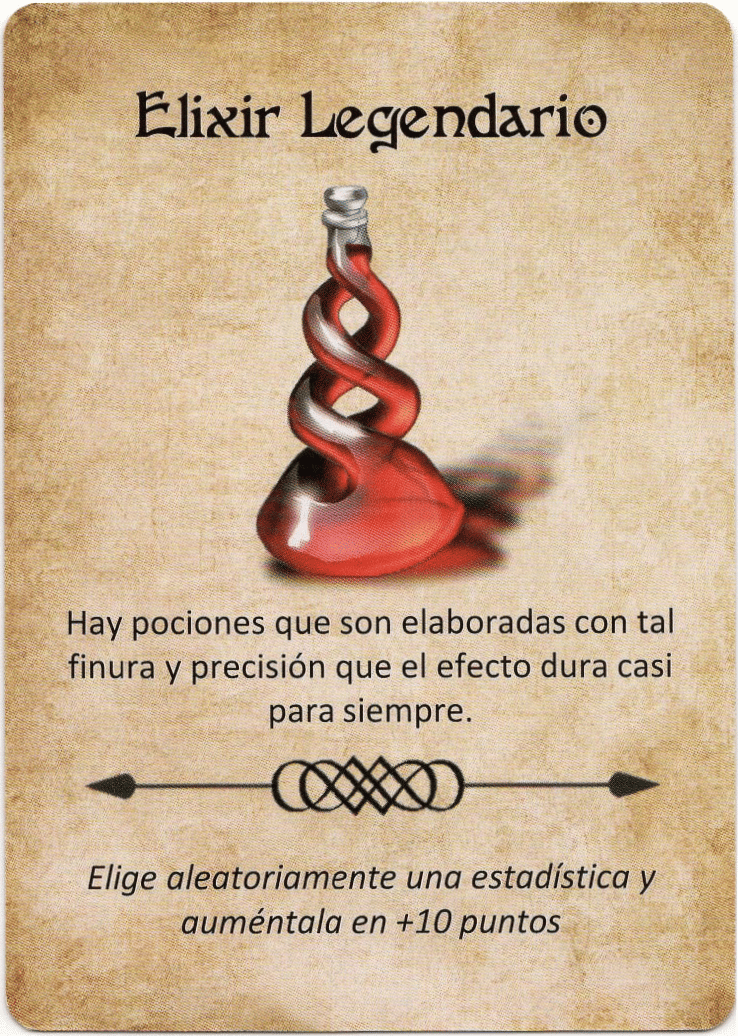 Elixir Legendario
Hay pociones que son elaboradas con tal
finura y precisión que el efecto dura casi
para siempre.
Elige aleatoriamente una estadística y
auméntala en +10 puntos